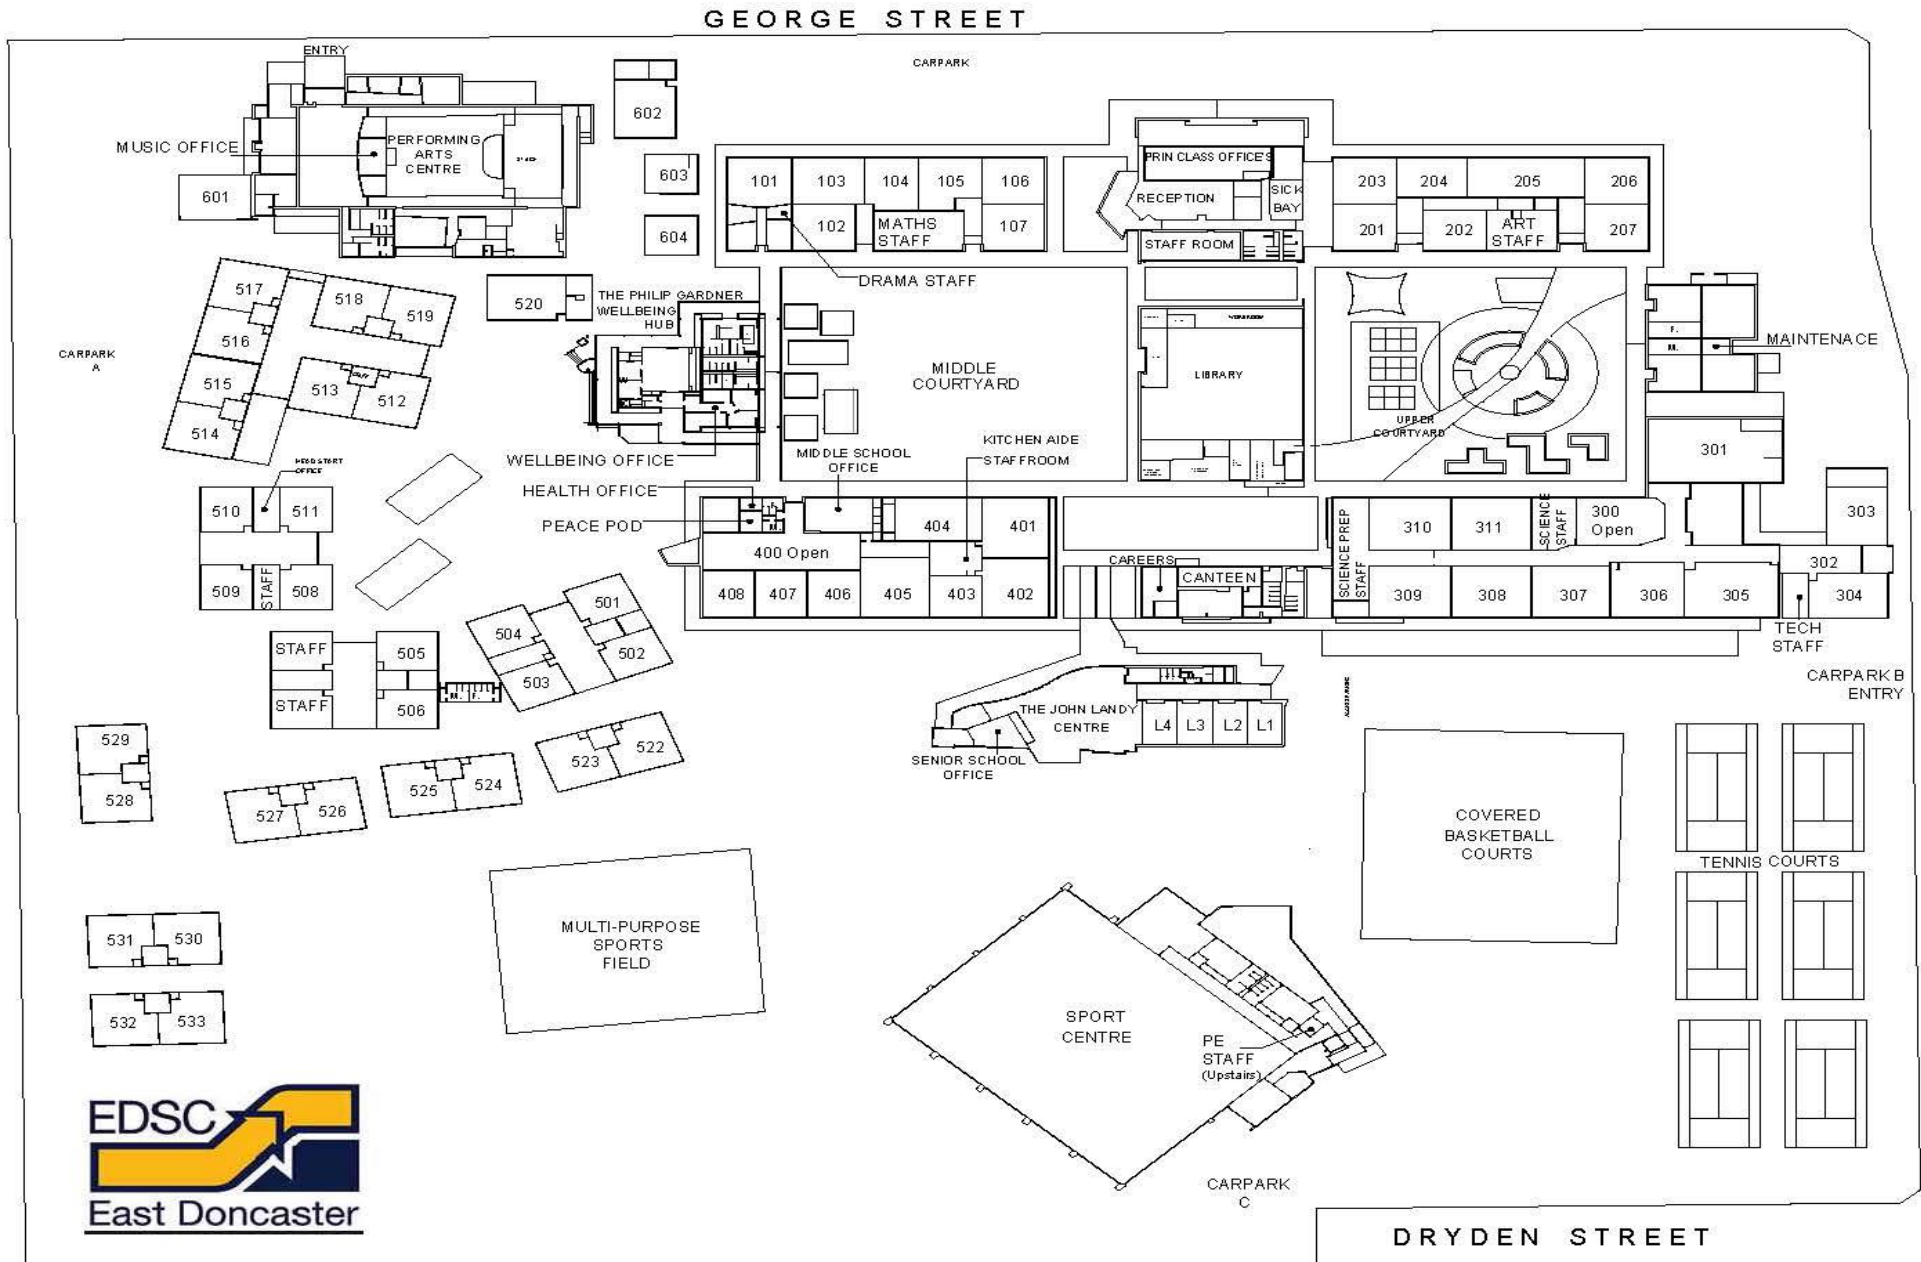 GEORGE STREET
ENTRY
CARPARK
602
MUSIC OFFICE
PERFORMING
ARTS
CENTRE
601
603
604
101
103
104
105
106
102
MATHS
STAFF
107
DRAMA STAFF
PRIN CLASS OFFICE'S
RECEPTION
SICK
BAY
STAFF ROOM
203
204
205
206
201
202
ART
STAFF
207
517
518
519
516
520
THE PHILIP GARDNER
WELLBEING
HUB
CARPARK
A
515
513
512
514
MIDDLE
COURTYARD
LIBRARY
UPPER
COURTYARD
F.
M.
MAINTENACE
301
HEADSTART
OFFICE
WELLBEING OFFICE
MIDDLE SCHOOL
OFFICE
KITCHEN AIDE
STAFFROOM
HEALTH OFFICE
PEACE POD
510
511
509
STAFF
508
404
401
400 Open
408
407
406
405
403
402
CAREERS
CANTEEN
SCIENCE PREP
STAFF
310
311
SCIENCE
STAFF
300
Open
303
302
309
308
307
306
305
304
TECH
STAFF
501
504
502
503
STAFF
505
STAFF
506
M. F.
CARPARK B
ENTRY
THE JOHN LANDY
CENTRE
L4
L3
L2
L1
SENIOR SCHOOL
OFFICE
529
528
523
522
525
524
527
526
COVERED
BASKETBALL
COURTS
TENNIS COURTS
531
530
532
533
MULTI-PURPOSE
SPORTS
FIELD
SPORT
CENTRE
PE
STAFF
(Upstairs)
CARPARK
C
EDSC
East Doncaster
DRYDEN STREET